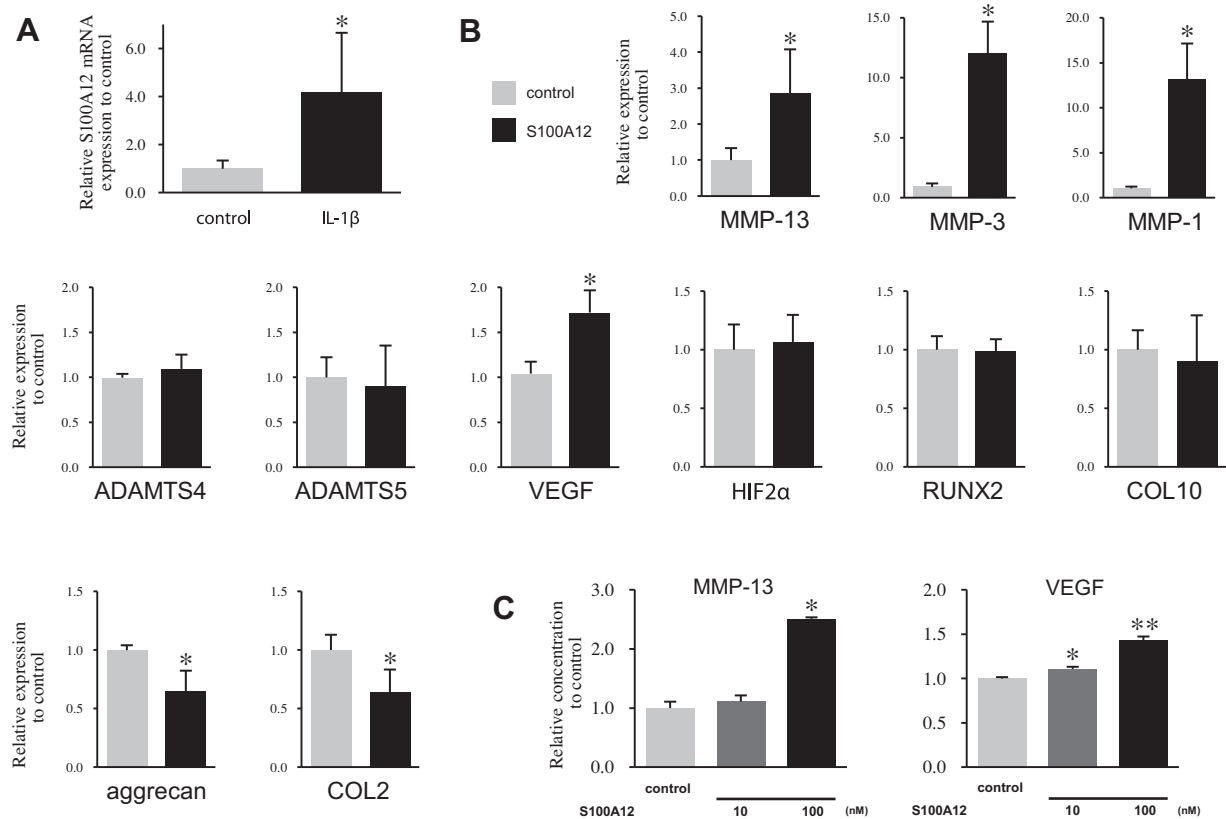 A
Relative S100A12 mRNA
expression to control
6.0
4.0
2.0
0.0
*
control
IL-1β
B
control
S100A12
Relative expression
to control
5.0
4.0
3.0
2.0
1.0
0.0
*
MMP-13
15.0
10.0
5.0
0.0
*
MMP-3
20.0
15.0
10.0
5.0
0.0
*
MMP-1
Relative expression
to control
2.0
1.5
1.0
0.5
0.0
ADAMTS4
2.0
1.5
1.0
0.5
0.0
ADAMTS5
2.0
1.5
1.0
0.5
0.0
*
VEGF
1.5
1.0
0.5
0.0
HIF2α
1.5
1.0
0.5
0.0
RUNX2
1.5
1.0
0.5
0.0
COL10
Relative expression
to control
1.5
1.0
0.5
0.0
*
aggrecan
1.5
1.0
0.5
0.0
*
COL2
C
MMP-13
Relative concentration
to control
3.0
2.0
1.0
0.0
*
control
S100A12 10 100 (nM)
VEGF
2.0
1.5
1.0
0.5
0.0
*
**
control
S100A12 10 100 (nM)